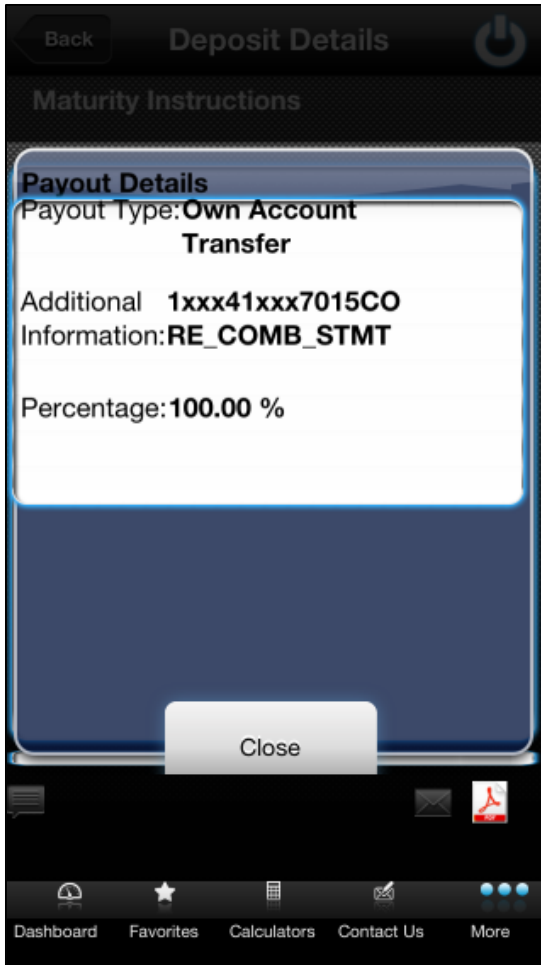 Back Deposit Details
Maturity Instructions
Payout Details
Payout Type: Own Account
Transfer
Additional 1xxx41xxx7015CO
Information: RE_COMB_STMT
Percentage: 100.00 %
Close
PDF
Dashboard Favorites Calculators Contact Us More